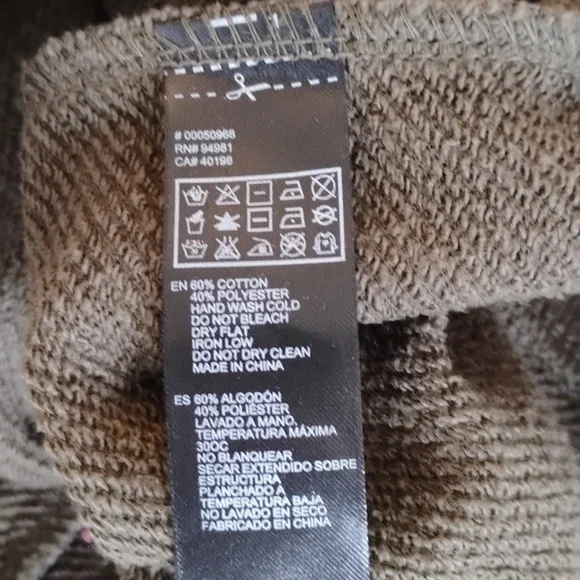 # 00050968
RN# 94981
CA# 40198
EN 60% COTTON
40% POLYESTER
HAND WASH COLD
DO NOT BLEACH
DRY FLAT
IRON LOW
DO NOT DRY CLEAN
MADE IN CHINA
ES 60% ALGODÓN
40% POLIÉSTER
LAVADO A MANO.
TEMPERATURA MÁXIMA
30OC
NO BLANQUEAR
SECAR EXTENDIDO SOBRE
ESTRUCTURA
PLANCHADO A
TEMPERATURA BAJA
NO LAVADO EN SECO
FABRICADO EN CHINA